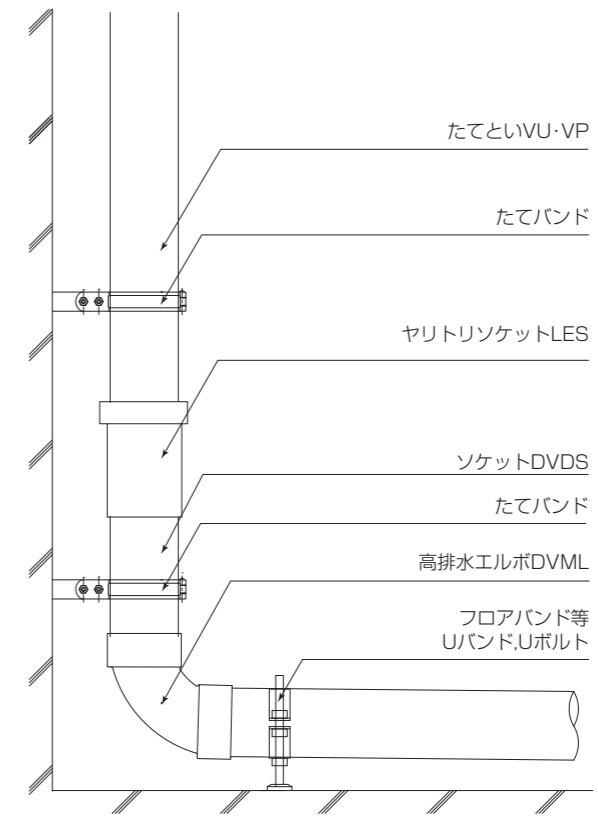 たてといVU・VP
たてバンド
ヤリトリソケットLES
ソケットDVDS
たてバンド
高排水エルボDVML
フロアバンド等
Uバンド,Uボルト